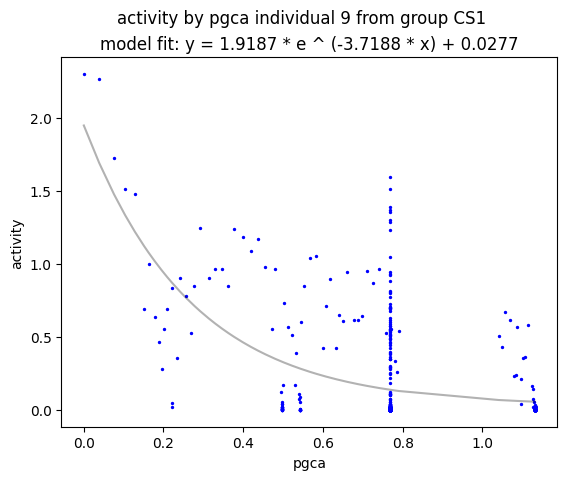 activity by pgca individual 9 from group CS1
model fit: y = 1.9187 * e ^ (-3.7188 * x) + 0.0277
activity
2.0
1.5
1.0
0.5
0.0
0.0 0.2 0.4 0.6 0.8 1.0
pgca